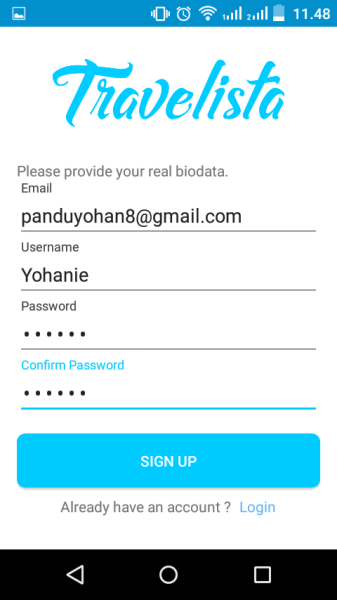 11.48
Travelista
Please provide your real biodata.
Email
panduyohan8@gmail.com
Username
Yohanie
Password
••••••
Confirm Password
••••••
SIGN UP
Already have an account ? Login